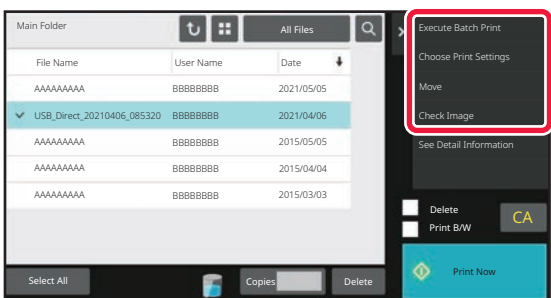 Main Folder
All Files
File Name User Name Date
AAAAAAAAA BBBBBBBB 2021/05/05
USB_Direct_20210406_085320 BBBBBBBB 2021/04/06
AAAAAAAAA BBBBBBBB 2015/05/05
AAAAAAAAA BBBBBBBB 2015/04/04
AAAAAAAAA BBBBBBBB 2015/03/03
Select All
Copies
Delete
Execute Batch Print
Choose Print Settings
Move
Check Image
See Detail Information
Delete
Print B/W
CA
Print Now